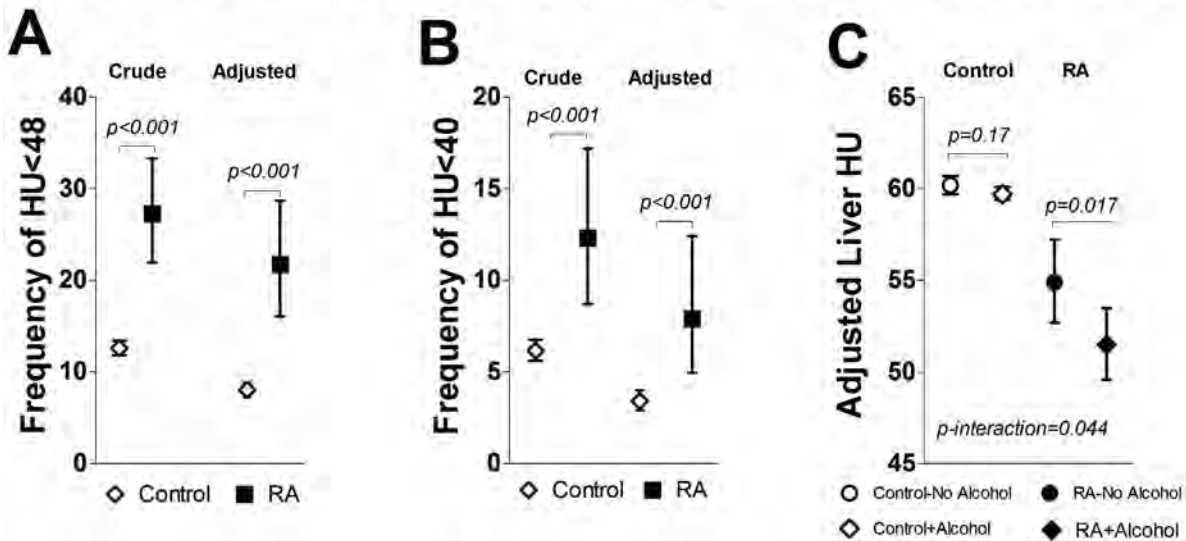 A
Crude Adjusted
Frequency of HU<48
40
30
20
10
0
p<0.001
p<0.001
Control RA
B
Crude Adjusted
Frequency of HU<40
20
15
10
5
0
p<0.001
p<0.001
Control RA
C
Control RA
Adjusted Liver HU
65
60
55
50
45
p=0.17
p=0.017
p-interaction=0.044
Control-No Alcohol RA-No Alcohol
Control+Alcohol RA+Alcohol